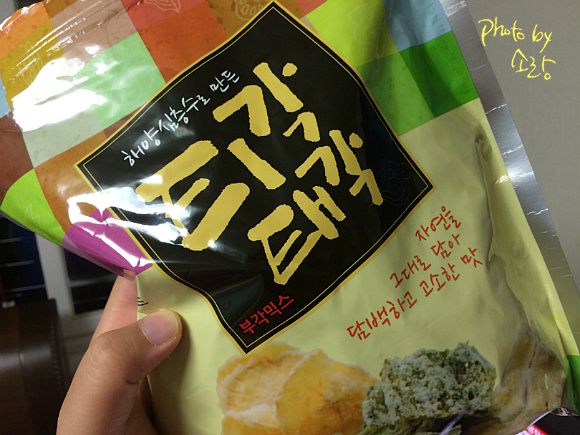 photo by
소랑
해양심층수로 만든
티각
태각
부각믹스
자연을
그대로 담아
담백하고 고소한 맛